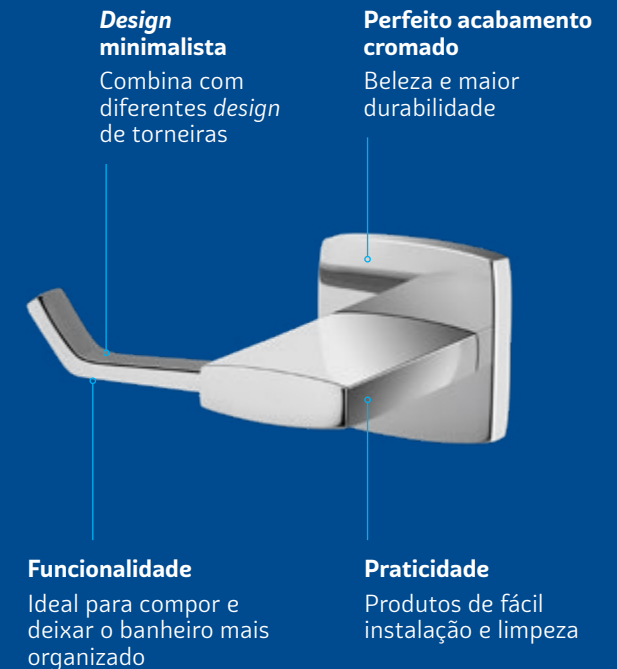 Design
minimalista
Combina com
diferentes design
de torneiras
Perfeito acabamento
cromado
Beleza e maior
durabilidade
Funcionalidade
Ideal para compor e
deixar o banheiro mais
organizado
Praticidade
Produtos de fácil
instalação e limpeza